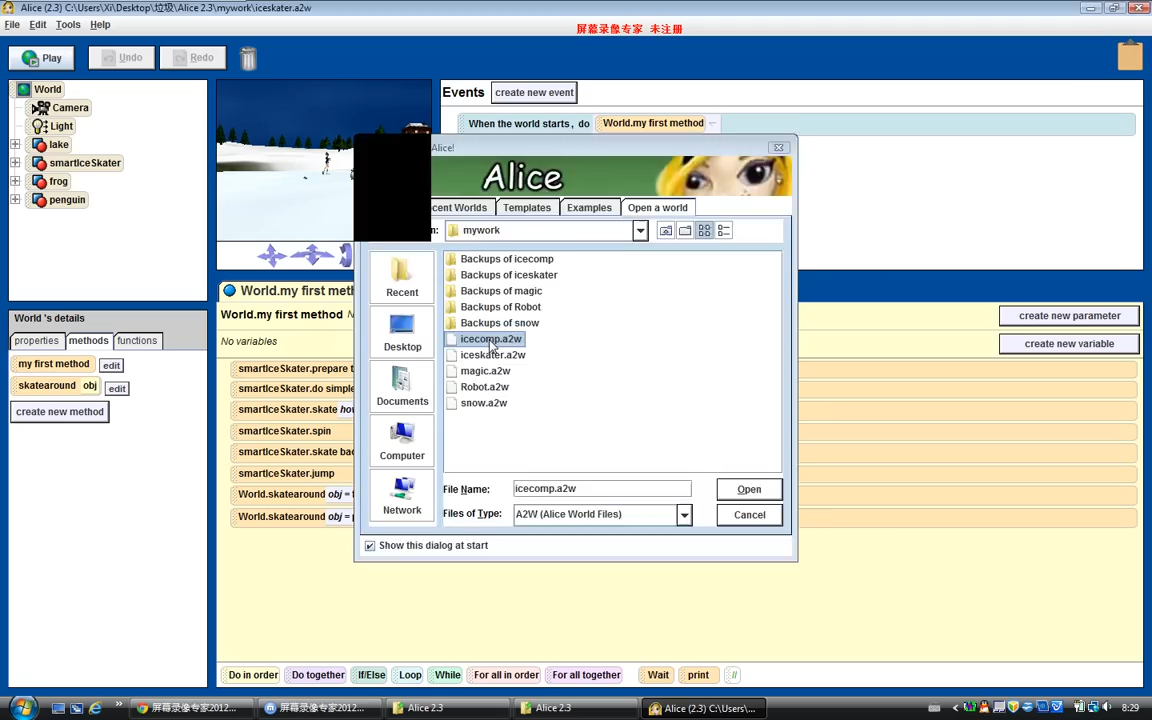 Alice (2.3) C:\Users\Xi\Desktop\垃圾\Alice 2.3\mywork\iceskater.a2w
File Edit Tools Help
屏幕录像专家 未注册
Play Undo Redo
World
Camera
Light
lake
smartIceSkater
frog
penguin
Events create new event
When the world starts, do World.my first method
Alice!
Alice
cent Worlds Templates Examples Open a world
n: mywork
Recent
Desktop
Documents
Computer
Network
Backups of icecomp
Backups of iceskater
Backups of magic
Backups of Robot
Backups of snow
icecomp.a2w
iceskater.a2w
magic.a2w
Robot.a2w
snow.a2w
File Name: icecomp.a2w Open
Files of Type: A2W (Alice World Files) Cancel
Show this dialog at start
World 's details
properties methods functions
my first method edit
skatearound obj edit
create new method
World.my first meth
World.my first method N
create new parameter
No variables
create new variable
smartIceSkater.prepare t
smartIceSkater.do simple
smartIceSkater.skate how
smartIceSkater.spin
smartIceSkater.skate bac
smartIceSkater.jump
World.skatearound obj =
World.skatearound obj =
Do in order Do together If/Else Loop While For all in order For all together Wait print //
屏幕录像专家2012... 屏幕录像专家2012... Alice 2.3 Alice 2.3 Alice (2.3) C:\Users\... 8:29